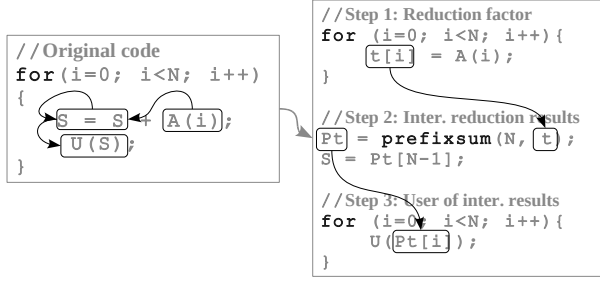 //Original code
for(i=0; i<N; i++)
{
S = S + A(i);
U(S);
}
//Step 1: Reduction factor
for (i=0; i<N; i++){
t[i] = A(i);
}
//Step 2: Inter. reduction results
Pt = prefixsum(N, t);
S = Pt[N-1];
//Step 3: User of inter. results
for (i=0; i<N; i++){
U(Pt[i]);
}